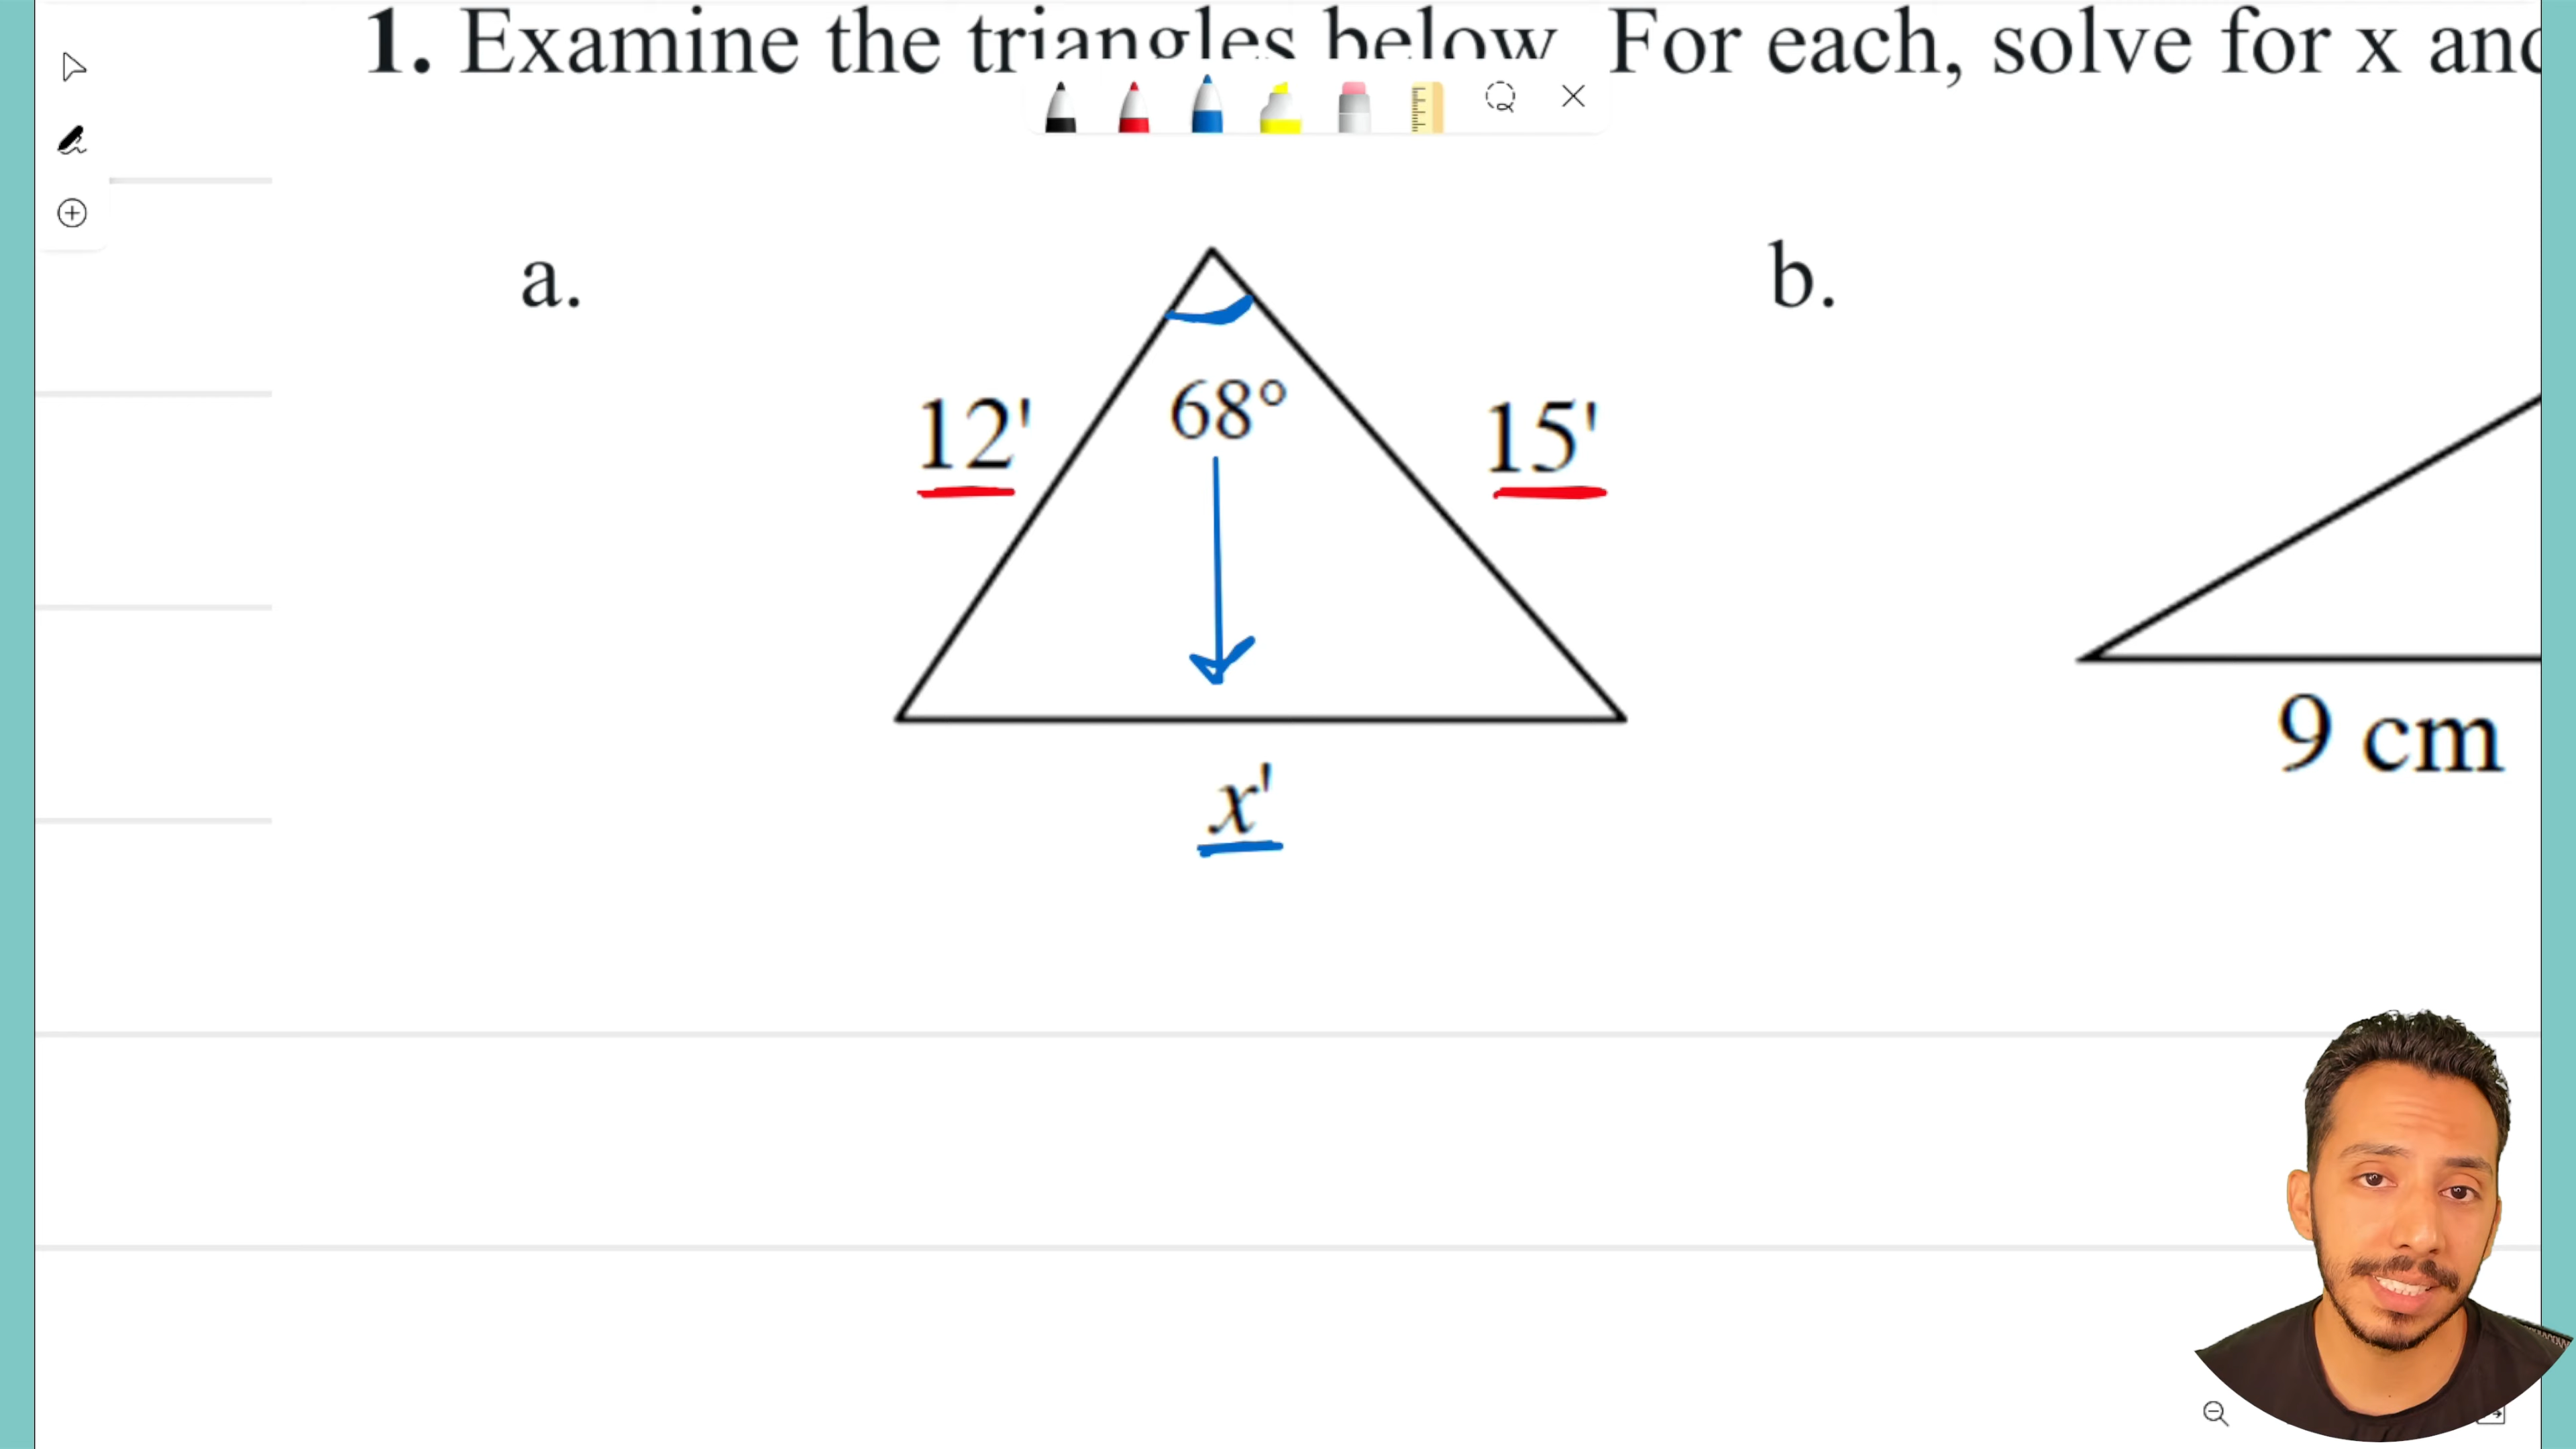 1. Examine the triangles below. For each, solve for x and
a.
b.
68°
12'
15'
x'
9 cm